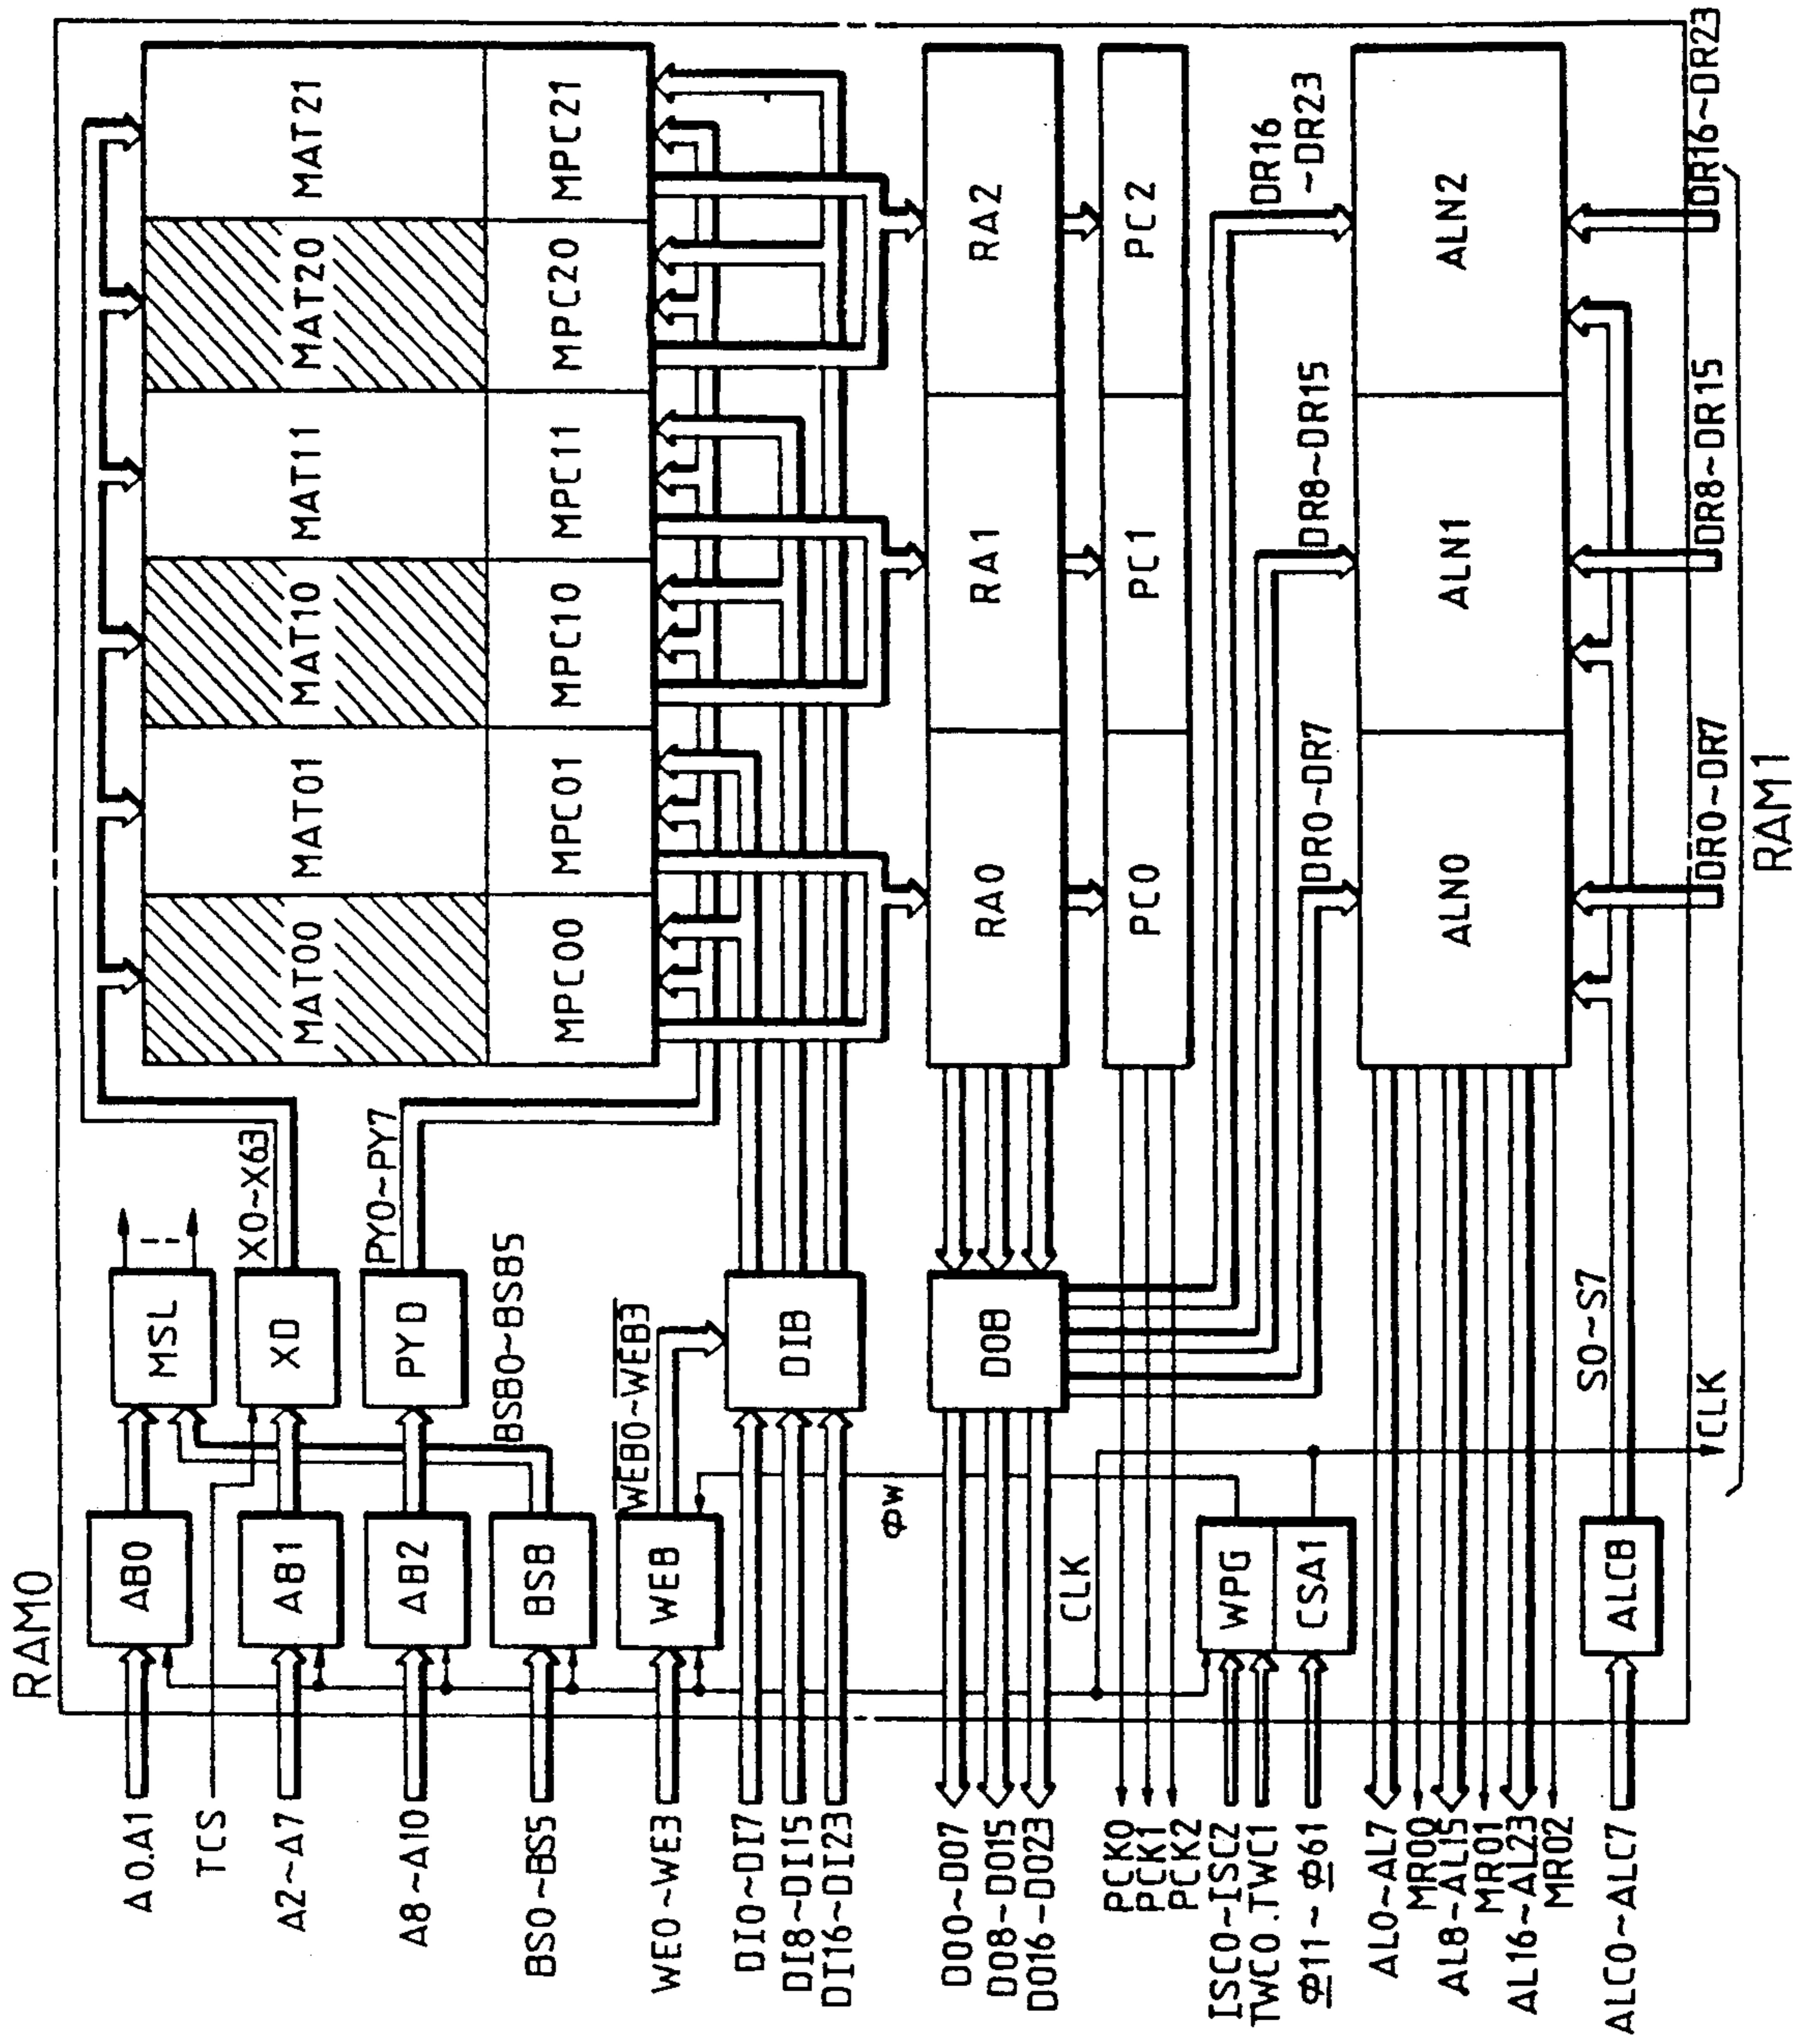 RAM0
A0.A1
TCS
A2~A7
A8~A10
BS0~BS5
WE0~WE3
DI0~DI7
DI8~DI15
DI16~DI23
DO0~DO7
DO8~DO15
DO16~DO23
PCK0
PCK1
PCK2
ISC0~ISC2
TWC0.TWC1
Φ11~Φ61
AL0~AL7
MR00
AL8~AL15
MR01
AL16~AL23
MR02
ALC0~ALC7
AB0
AB1
AB2
BSB
WEB
WPG
CSA1
ALCB
CLK
ΦW
MSL
XD
PYD
BSB0~BSB5
WEB0~WEB3
DIB
DOB
S0~S7
CLK
X0~X63
PY0~PY7
MAT00
MAT01
MAT10
MAT11
MAT20
MAT21
MPC00
MPC01
MPC10
MPC11
MPC20
MPC21
RA0
RA1
RA2
PC0
PC1
PC2
DR0~DR7
DR8~DR15
DR16
~DR23
ALN0
ALN1
ALN2
DR0~DR7
DR8~DR15
DR16~DR23
RAM1